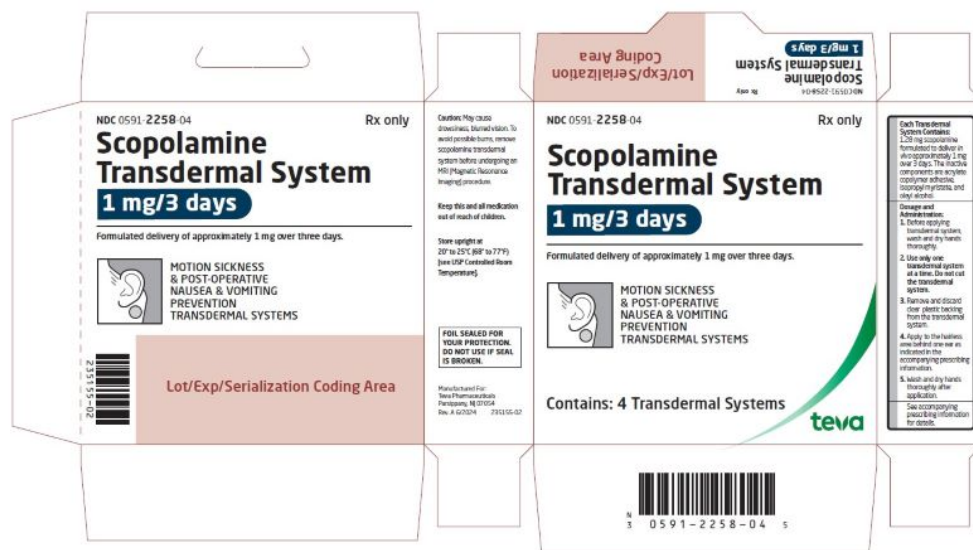 Lot/Exp/Serialization
Coding Area
NDC 0591-2258-04 Rx only
Scopolamine
Transdermal System
1 mg/3 days
NDC 0591-2258-04 Rx only
Scopolamine
Transdermal System
1 mg/3 days
Formulated delivery of approximately 1 mg over three days.
MOTION SICKNESS
& POST-OPERATIVE
NAUSEA & VOMITING
PREVENTION
TRANSDERMAL SYSTEMS
235155-02
Lot/Exp/Serialization Coding Area
Caution: May cause
drowsiness, blurred vision. To
avoid possible burns, remove
scopolamine transdermal
system before undergoing an
MRI (Magnetic Resonance
Imaging) procedure.
Keep this and all medication
out of reach of children.
Store upright at
20° to 25°C (68° to 77°F)
[see USP Controlled Room
Temperature].
FOIL SEALED FOR
YOUR PROTECTION.
DO NOT USE IF SEAL
IS BROKEN.
Manufactured For:
Teva Pharmaceuticals
Parsippany, NJ 07054
Rev. A 6/2024 235155-02
NDC 0591-2258-04 Rx only
Scopolamine
Transdermal System
1 mg/3 days
Formulated delivery of approximately 1 mg over three days.
MOTION SICKNESS
& POST-OPERATIVE
NAUSEA & VOMITING
PREVENTION
TRANSDERMAL SYSTEMS
Contains: 4 Transdermal Systems
teva
N
3 0591-2258-04 5
Each Transdermal
System Contains:
1.28 mg scopolamine
formulated to deliver in
vivo approximately 1 mg
over 3 days. The inactive
components are acrylate
copolymer adhesive,
isopropyl myristate, and
oleyl alcohol.
Dosage and
Administration:
1. Before applying
transdermal system,
wash and dry hands
thoroughly.
2. Use only one
transdermal system
at a time. Do not cut
the transdermal
system.
3. Remove and discard
clear plastic backing
from the transdermal
system.
4. Apply to the hairless
area behind one ear as
indicated in the
accompanying prescribing
information.
5. Wash and dry hands
thoroughly after
application.
See accompanying
prescribing information
for details.